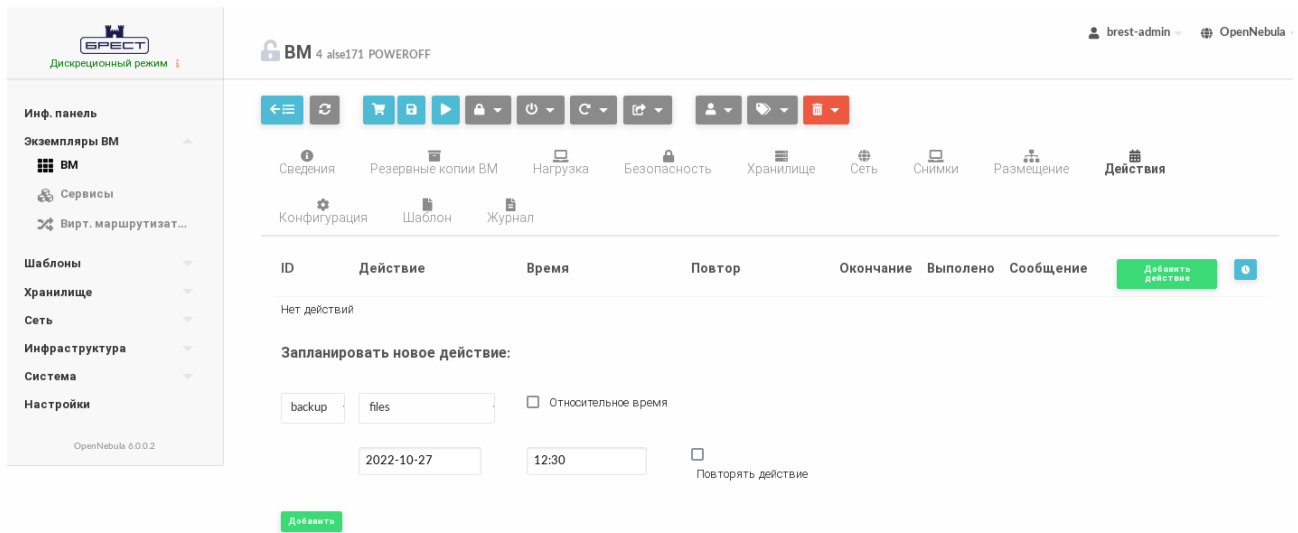 БРЕСТ
Дискреционный режим
ВМ 4 alse171 POWEROFF
brest-admin
OpenNebula
Инф. панель
Экземпляры ВМ
ВМ
Сервисы
Вирт. маршрутизат...
Шаблоны
Хранилище
Сеть
Инфраструктура
Система
Настройки
OpenNebula 6.0.0.2
Сведения Резервные копии ВМ Нагрузка Безопасность Хранилище Сеть Снимки Размещение Действия
Конфигурация Шаблон Журнал
ID Действие Время Повтор Окончание Выполено Сообщение Добавить
действие
Нет действий
Запланировать новое действие:
backup files Относительное время
2022-10-27 12:30
Повторять действие
Добавить